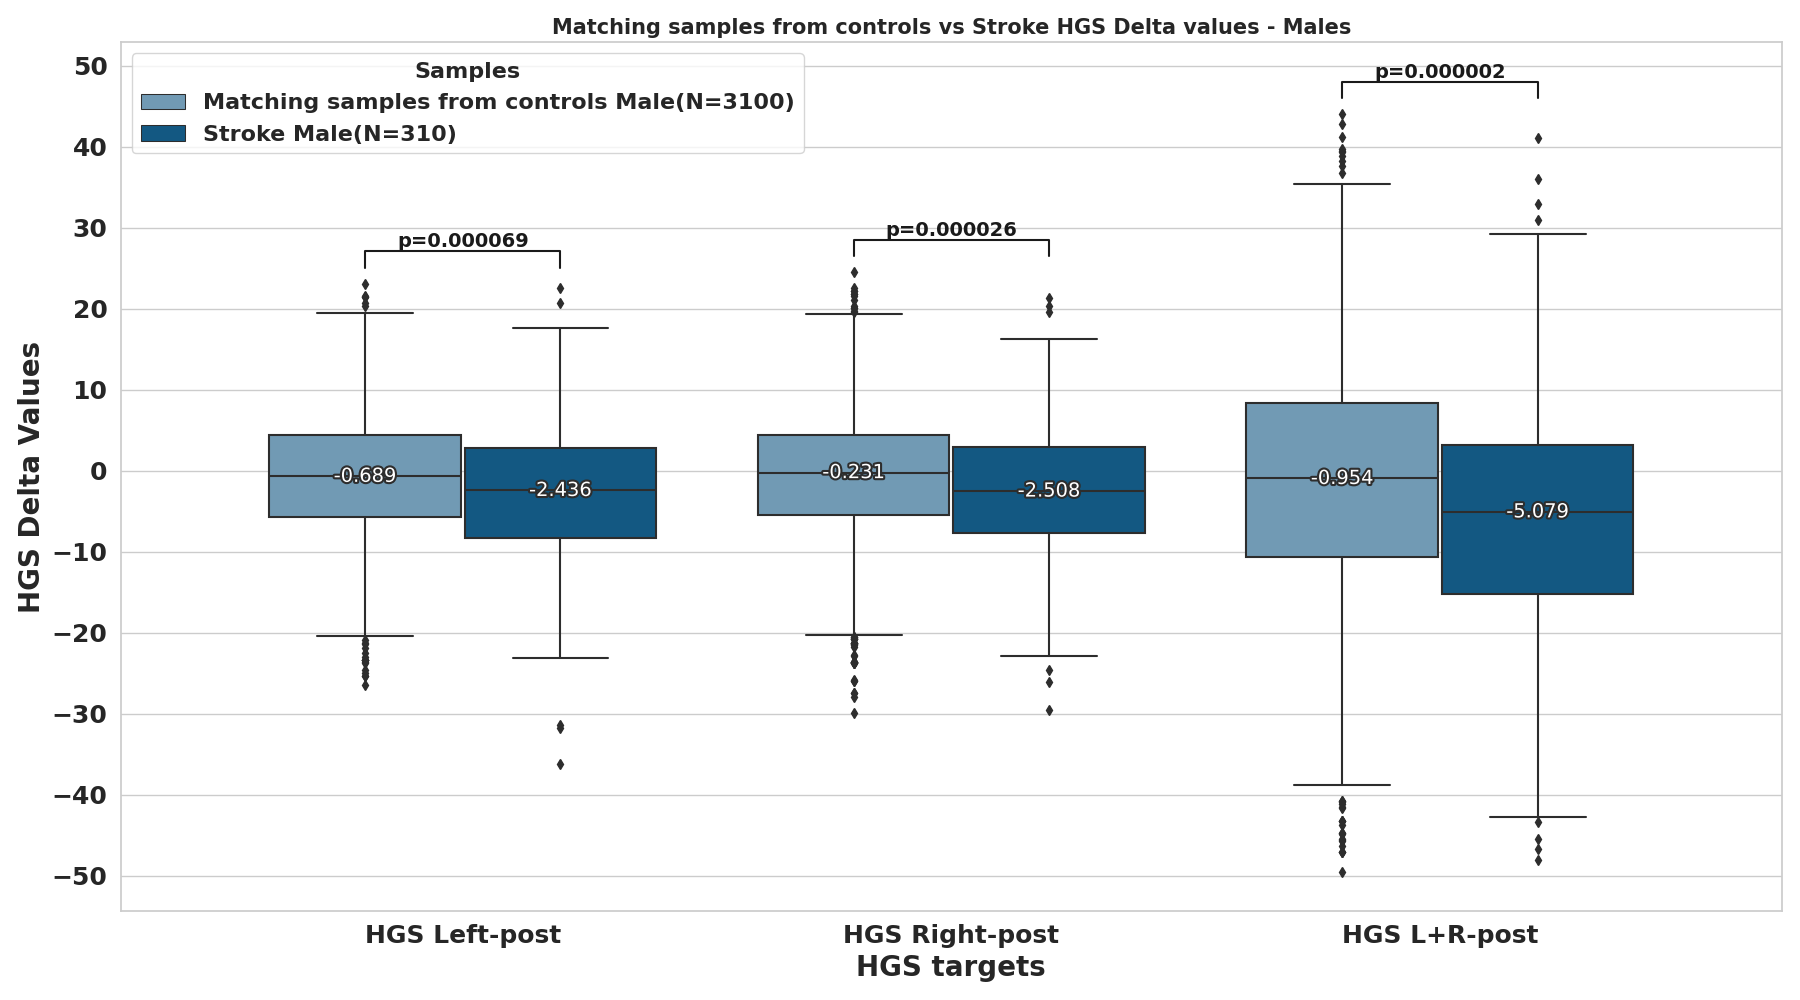 Matching samples from controls vs Stroke HGS Delta values - Males
Samples
Matching samples from controls Male(N=3100)
Stroke Male(N=310)
HGS Delta Values
50
40
30
20
10
0
−10
−20
−30
−40
−50
p=0.000069
p=0.000026
p=0.000002
-0.689
-2.436
-0.231
-2.508
-0.954
-5.079
HGS Left-post
HGS Right-post
HGS L+R-post
HGS targets